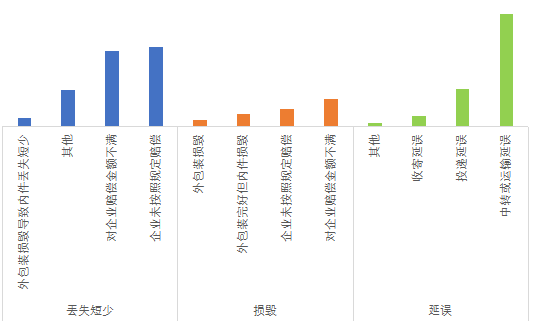 外包装损毁导致内件丢失短少
其他
对企业赔偿金额不满
企业未按照规定赔偿
外包装损毁
外包装完好但内件损毁
企业未按照规定赔偿
对企业赔偿金额不满
其他
收寄延误
投递延误
中转或运输延误
丢失短少
损毁
延误